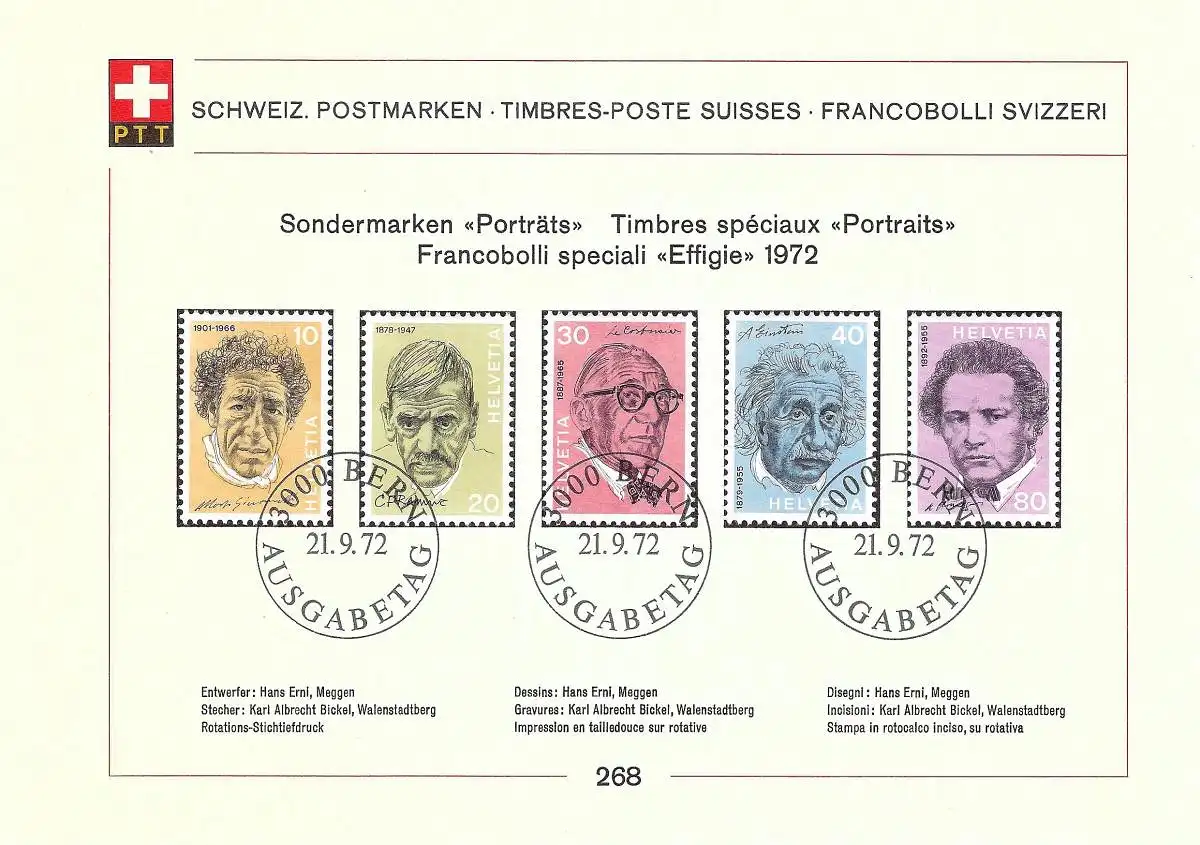 PTT
SCHWEIZ. POSTMARKEN · TIMBRES-POSTE SUISSES · FRANCOBOLLI SVIZZERI
Sondermarken «Porträts» Timbres spéciaux «Portraits»
Francobolli speciali «Effigie» 1972
1901-1966
10
HELVETIA
1878-1947
HELVETIA
20
30
Le Corbusier
1887-1965
HELVETIA
A Einstein
40
1879-1955
HELVETIA
1892-1955
HELVETIA
80
3000 BERN
21.9.72
AUSGABETAG
3000 BERN
21.9.72
AUSGABETAG
3000 BERN
21.9.72
AUSGABETAG
Entwerfer: Hans Erni, Meggen
Stecher: Karl Albrecht Bickel, Walenstadtberg
Rotations-Stichtiefdruck
Dessins: Hans Erni, Meggen
Gravures: Karl Albrecht Bickel, Walenstadtberg
Impression en tailledouce sur rotative
Disegni: Hans Erni, Meggen
Incisioni: Karl Albrecht Bickel, Walenstadtberg
Stampa in rotocalco inciso, su rotativa
268